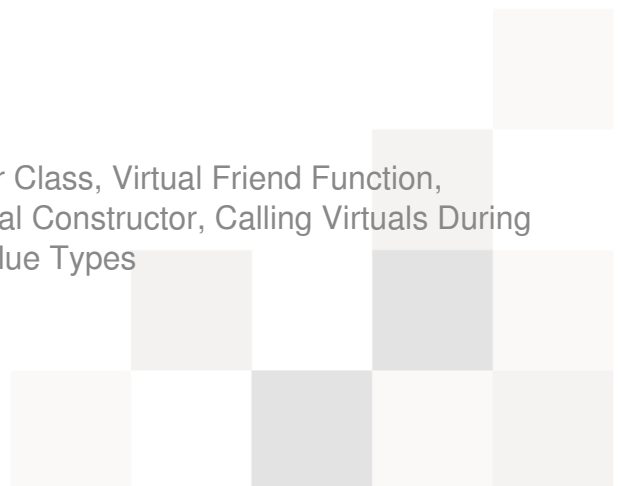 r Class, Virtual Friend Function,
al Constructor, Calling Virtuals During
lue Types